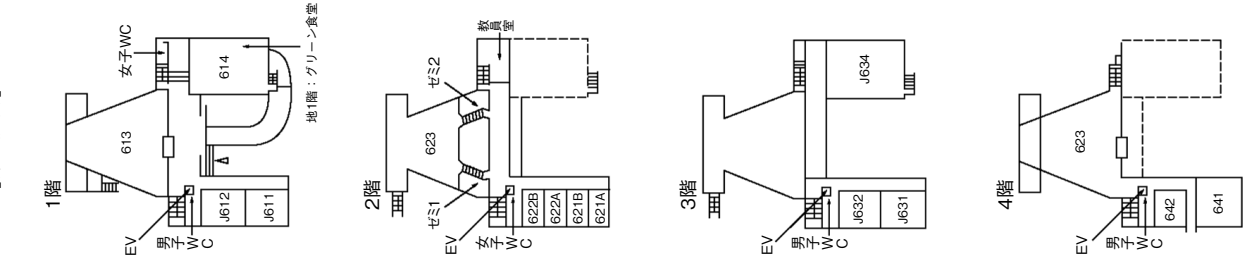 1階
613
女子WC
614
地1階：グリーン食堂
EV
男子WC
J612
J611
2階
教員室
ゼミ2
623
ゼミ1
EV
女子WC
622B
622A
621B
621A
3階
J634
EV
男子WC
J632
J631
4階
623
EV
男子WC
642
641